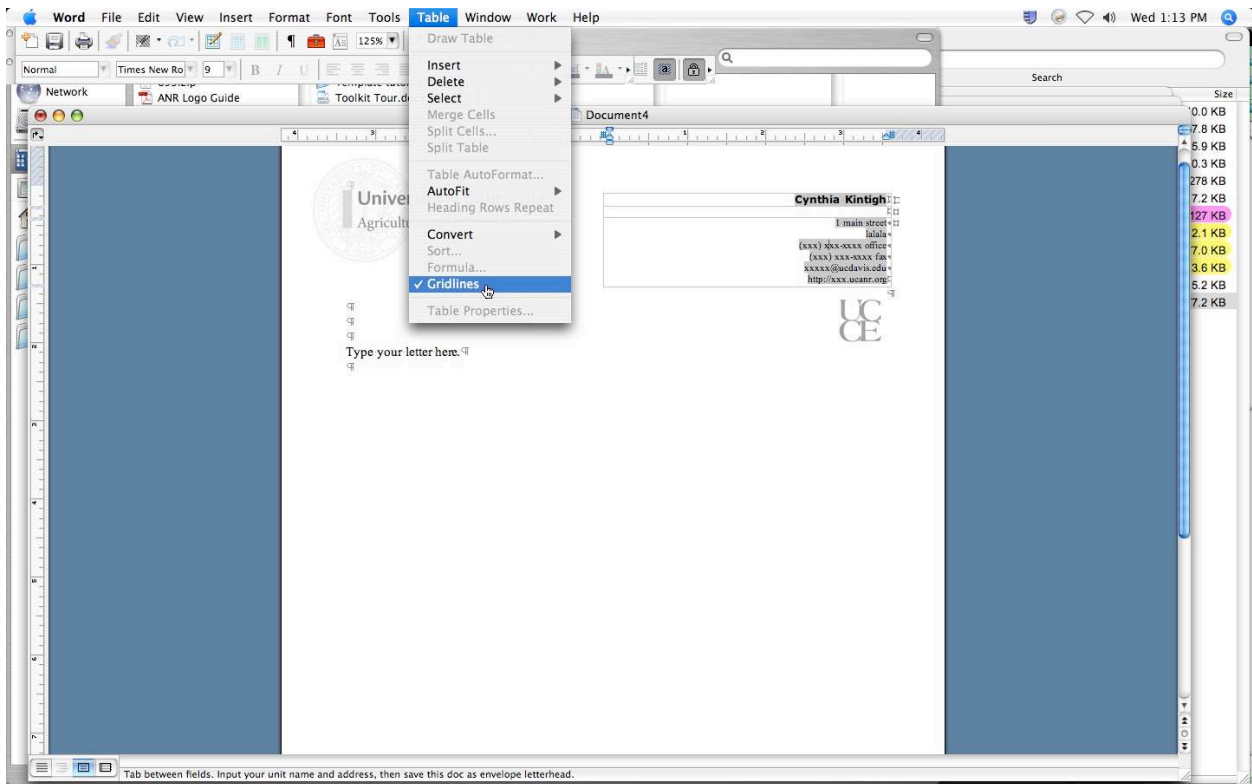 Word File Edit View Insert Format Font Tools Table Window Work Help Wed 1:13 PM
125%
Normal Times New Ro 9 B I U
Search
Network
ANR Logo Guide
Toolkit Tour.d
Size
Document4
Draw Table
Insert
Delete
Select
Merge Cells
Split Cells...
Split Table
Table AutoFormat...
AutoFit
Heading Rows Repeat
Convert
Sort...
Formula...
✓ Gridlines
Table Properties...
Univer
Agricultu
Cynthia Kintigh
1 main street
lalala
(xxx) xxx-xxxx office
(xxx) xxx-xxxx fax
xxxxx@ucdavis.edu
http://xxx.ucanr.org
UC
CE
Type your letter here.
0.0 KB
7.8 KB
5.9 KB
0.3 KB
278 KB
7.2 KB
127 KB
2.1 KB
7.0 KB
3.6 KB
5.2 KB
7.2 KB
Tab between fields. Input your unit name and address, then save this doc as envelope letterhead.